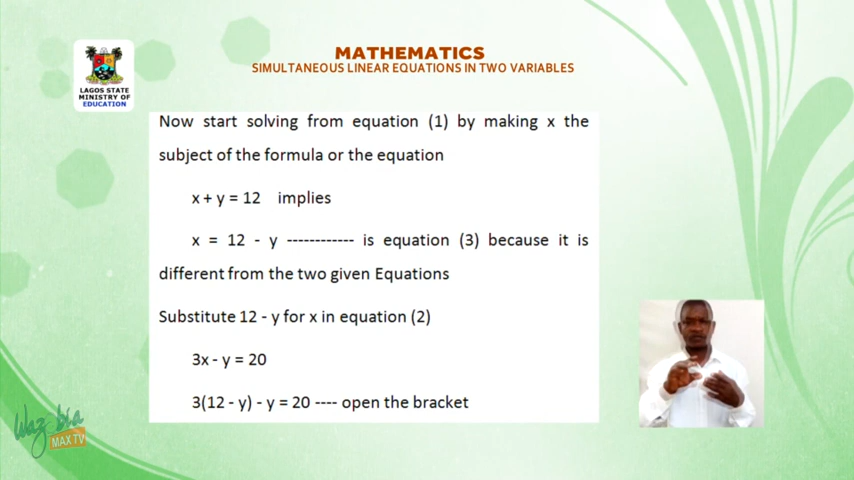 MATHEMATICS
SIMULTANEOUS LINEAR EQUATIONS IN TWO VARIABLES
LAGOS STATE
MINISTRY OF
EDUCATION
Now start solving from equation (1) by making x the
subject of the formula or the equation
x + y = 12 implies
x = 12 - y ------------ is equation (3) because it is
different from the two given Equations
Substitute 12 - y for x in equation (2)
3x - y = 20
3(12 - y) - y = 20 ---- open the bracket
Wazobia
MAX TV